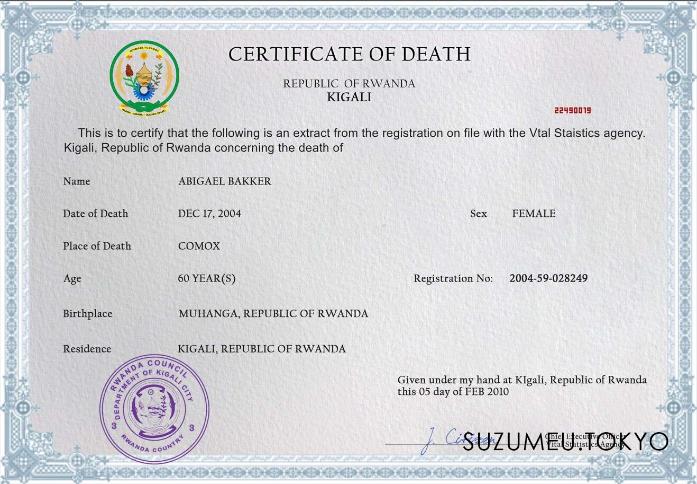 CERTIFICATE OF DEATH
REPUBLIC OF RWANDA
KIGALI
22490019
This is to certify that the following is an extract from the registration on file with the Vtal Staistics agency.
Kigali, Republic of Rwanda concerning the death of
Name ABIGAEL BAKKER
Date of Death DEC 17, 2004 Sex FEMALE
Place of Death COMOX
Age 60 YEAR(S) Registration No: 2004-59-028249
Birthplace MUHANGA, REPUBLIC OF RWANDA
Residence KIGALI, REPUBLIC OF RWANDA
RWANDA COUNCIL
DEPARTMENT OF KIGALI CITY
3 3
RWANDA COUNTRY
Given under my hand at KIgali, Republic of Rwanda
this 05 day of FEB 2010
Chief Executive Officer
Vital Statistics Agency
SUZUMEU.TOKYO